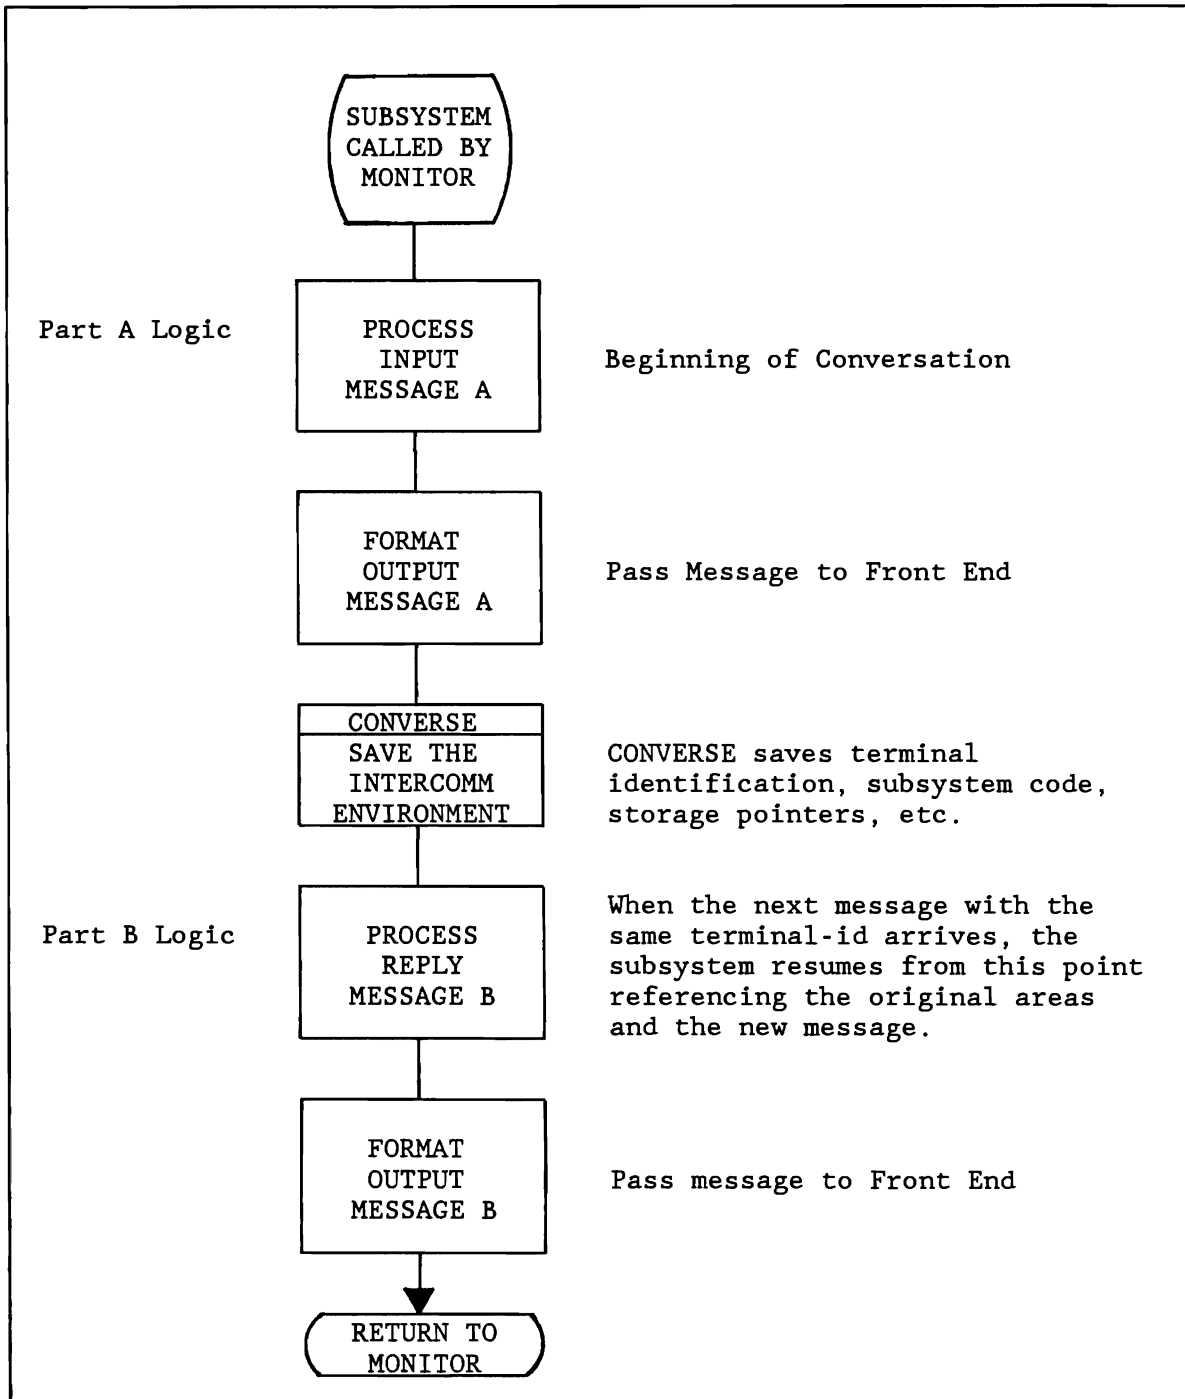 SUBSYSTEM
CALLED BY
MONITOR
Part A Logic
PROCESS
INPUT
MESSAGE A
Beginning of Conversation
FORMAT
OUTPUT
MESSAGE A
Pass Message to Front End
CONVERSE
SAVE THE
INTERCOMM
ENVIRONMENT
CONVERSE saves terminal
identification, subsystem code,
storage pointers, etc.
Part B Logic
PROCESS
REPLY
MESSAGE B
When the next message with the
same terminal-id arrives, the
subsystem resumes from this point
referencing the original areas
and the new message.
FORMAT
OUTPUT
MESSAGE B
Pass message to Front End
RETURN TO
MONITOR